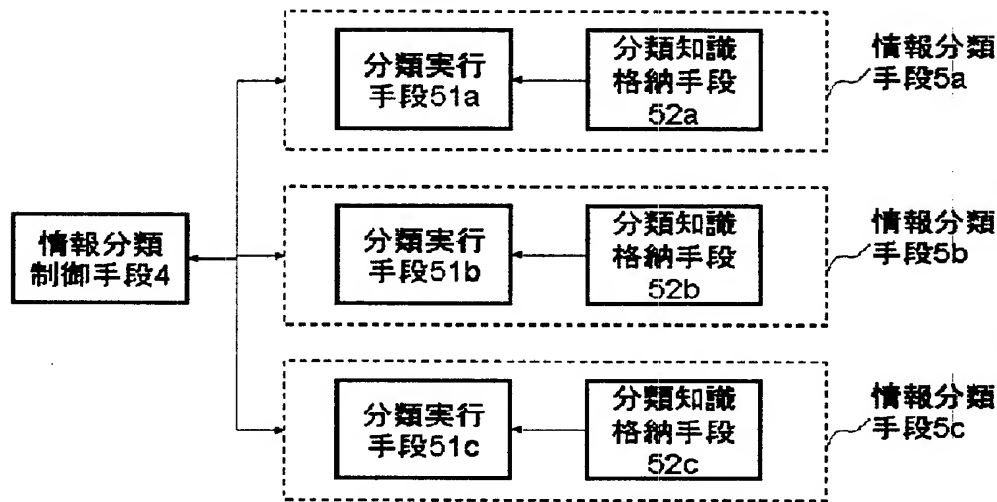 分類実行
手段51a
分類知識
格納手段
52a
情報分類
手段5a
情報分類
制御手段4
分類実行
手段51b
分類知識
格納手段
52b
情報分類
手段5b
分類実行
手段51c
分類知識
格納手段
52c
情報分類
手段5c